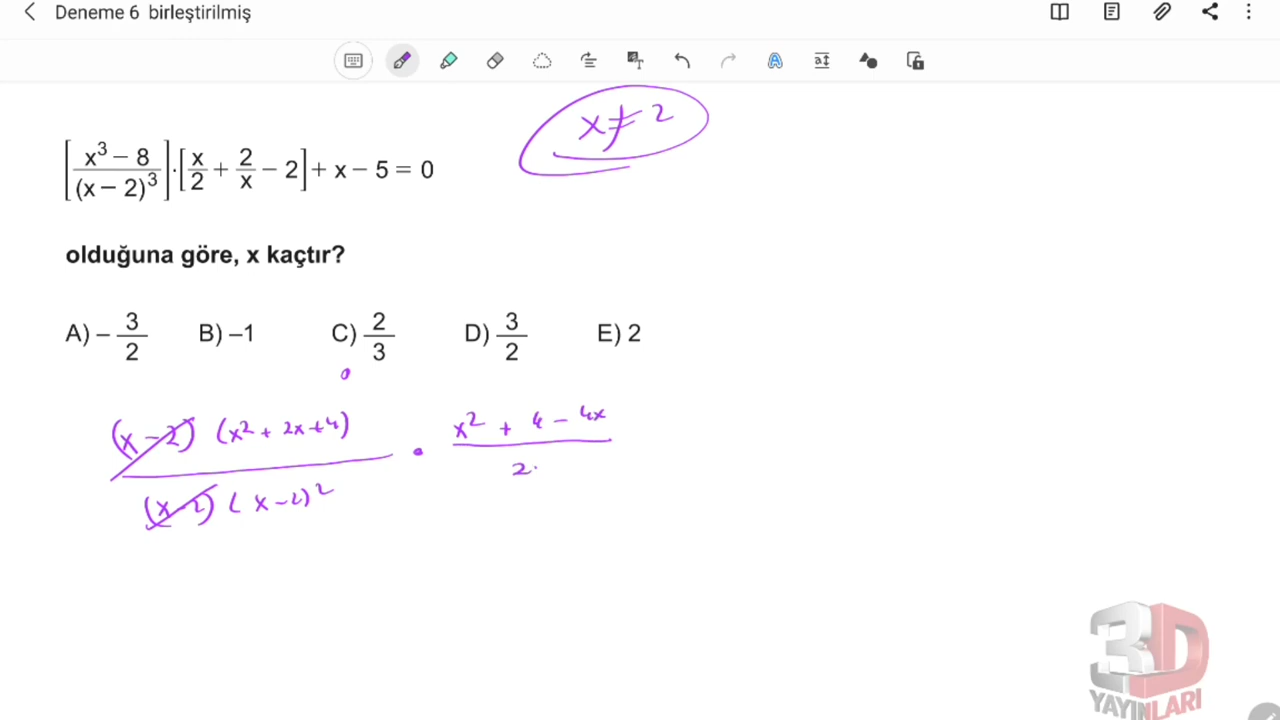 Deneme 6 birleştirilmiş
x ≠ 2
[(x³ − 8)/(x − 2)³] · [x/2 + 2/x − 2] + x − 5 = 0
olduğuna göre, x kaçtır?
A) − 3/2 B) −1 C) 2/3 D) 3/2 E) 2
(x − 2) (x² + 2x + 4) / (x − 2) (x − 2)² · x² + 4 − 4x / 2
3D
YAYINLARI